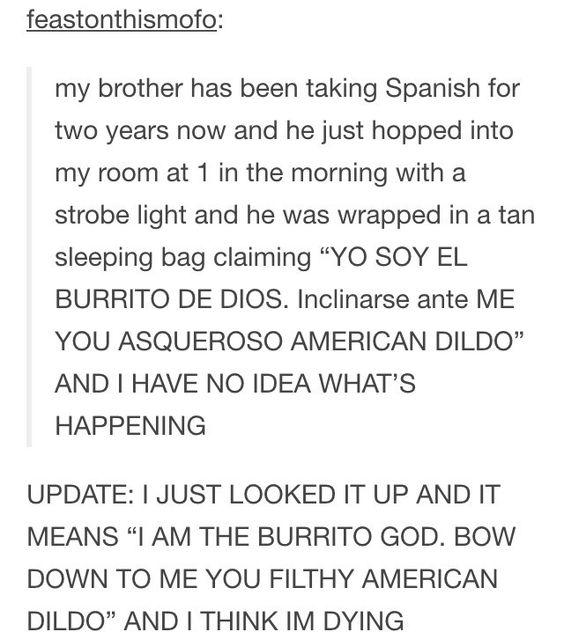 feastonthismofo:
my brother has been taking Spanish for
two years now and he just hopped into
my room at 1 in the morning with a
strobe light and he was wrapped in a tan
sleeping bag claiming “YO SOY EL
BURRITO DE DIOS. Inclinarse ante ME
YOU ASQUEROSO AMERICAN DILDO”
AND I HAVE NO IDEA WHAT’S
HAPPENING
UPDATE: I JUST LOOKED IT UP AND IT
MEANS “I AM THE BURRITO GOD. BOW
DOWN TO ME YOU FILTHY AMERICAN
DILDO” AND I THINK IM DYING